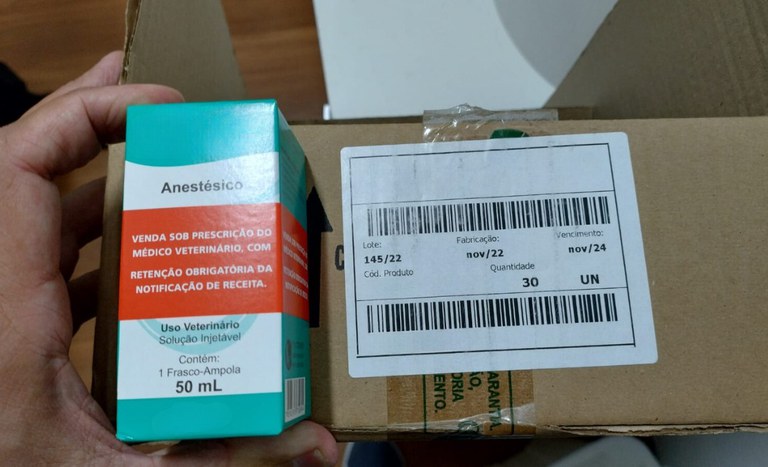 Anestésico
VENDA SOB PRESCRIÇÃO DO
MÉDICO VETERINÁRIO, COM
RETENÇÃO OBRIGATÓRIA DA
NOTIFICAÇÃO DE RECEITA.
Uso Veterinário
Solução Injetável
Contém:
1 Frasco-Ampola
50 mL
Lote:
145/22
Fabricação:
nov/22
Vencimento:
nov/24
Cód. Produto
Quantidade
30 UN